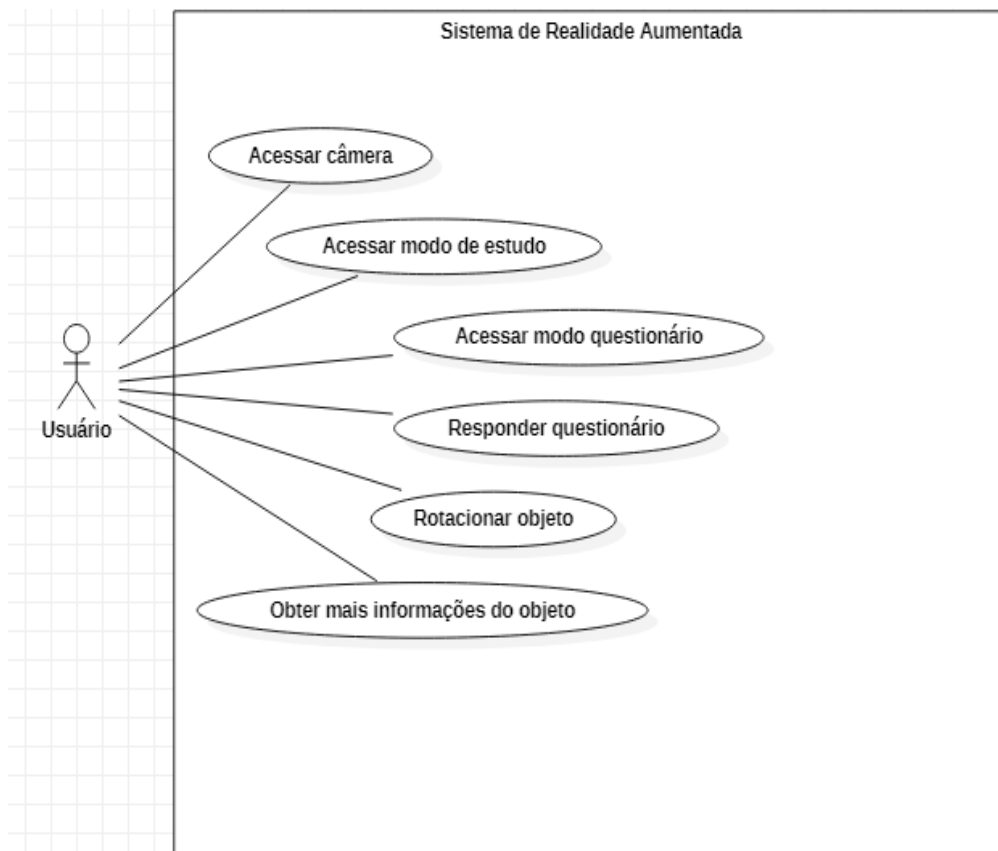 Sistema de Realidade Aumentada
Acessar câmera
Acessar modo de estudo
Acessar modo questionário
Responder questionário
Rotacionar objeto
Obter mais informações do objeto
Usuário